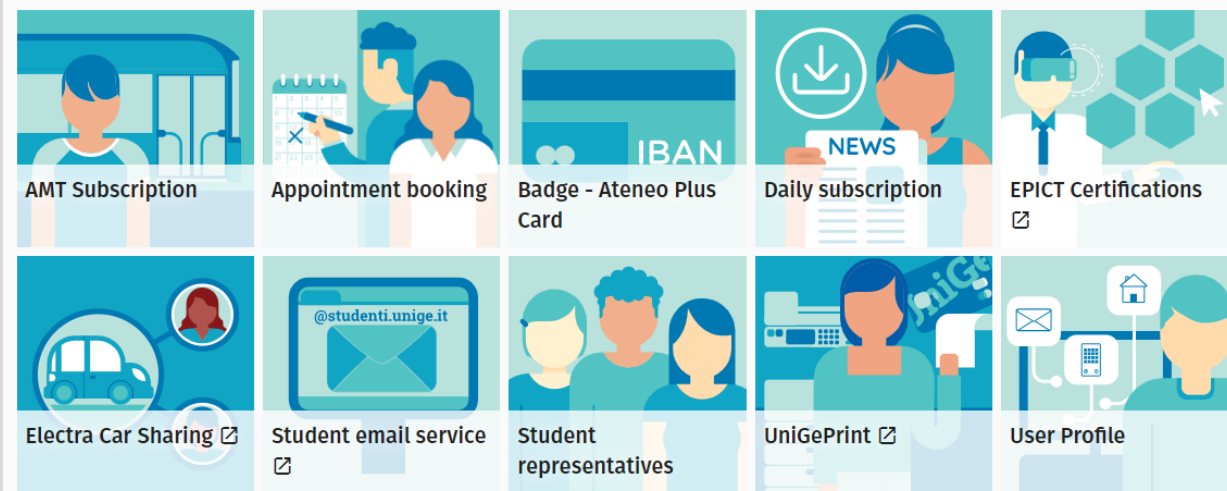 IBAN
NEWS
AMT Subscription
Appointment booking
Badge - Ateneo Plus
Card
Daily subscription
EPICT Certifications
@studenti.unige.it
UniGe
Electra Car Sharing
Student email service
Student
representatives
UniGePrint
User Profile